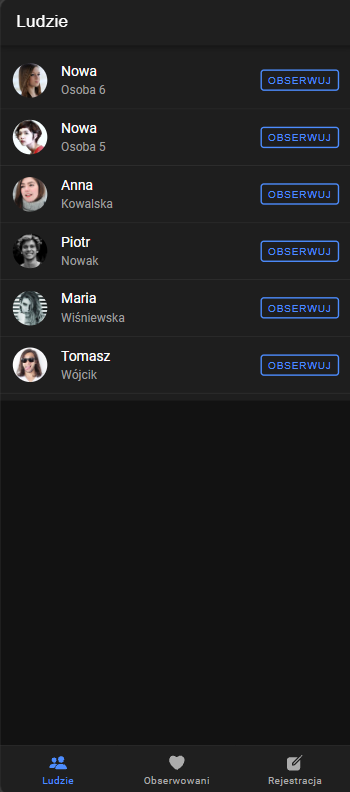 Ludzie
Nowa
Osoba 6
OBSERWUJ
Nowa
Osoba 5
OBSERWUJ
Anna
Kowalska
OBSERWUJ
Piotr
Nowak
OBSERWUJ
Maria
Wiśniewska
OBSERWUJ
Tomasz
Wójcik
OBSERWUJ
Ludzie
Obserwowani
Rejestracja